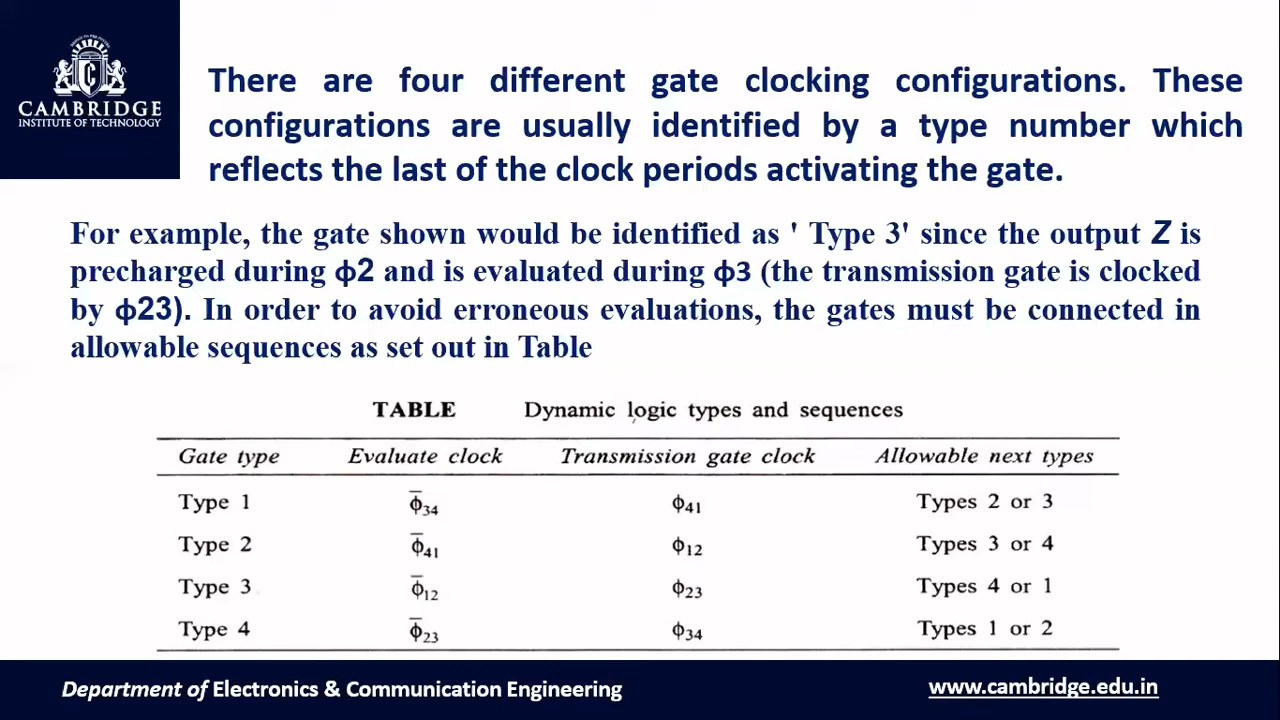 CAMBRIDGE
INSTITUTE OF TECHNOLOGY
There are four different gate clocking configurations. These
configurations are usually identified by a type number which
reflects the last of the clock periods activating the gate.
For example, the gate shown would be identified as ' Type 3' since the output Z is
precharged during ϕ2 and is evaluated during ϕ3 (the transmission gate is clocked
by ϕ23). In order to avoid erroneous evaluations, the gates must be connected in
allowable sequences as set out in Table
TABLE Dynamic logic types and sequences
Gate type Evaluate clock Transmission gate clock Allowable next types
Type 1 ϕ̄34 ϕ41 Types 2 or 3
Type 2 ϕ̄41 ϕ12 Types 3 or 4
Type 3 ϕ̄12 ϕ23 Types 4 or 1
Type 4 ϕ̄23 ϕ34 Types 1 or 2
Department of Electronics & Communication Engineering
www.cambridge.edu.in